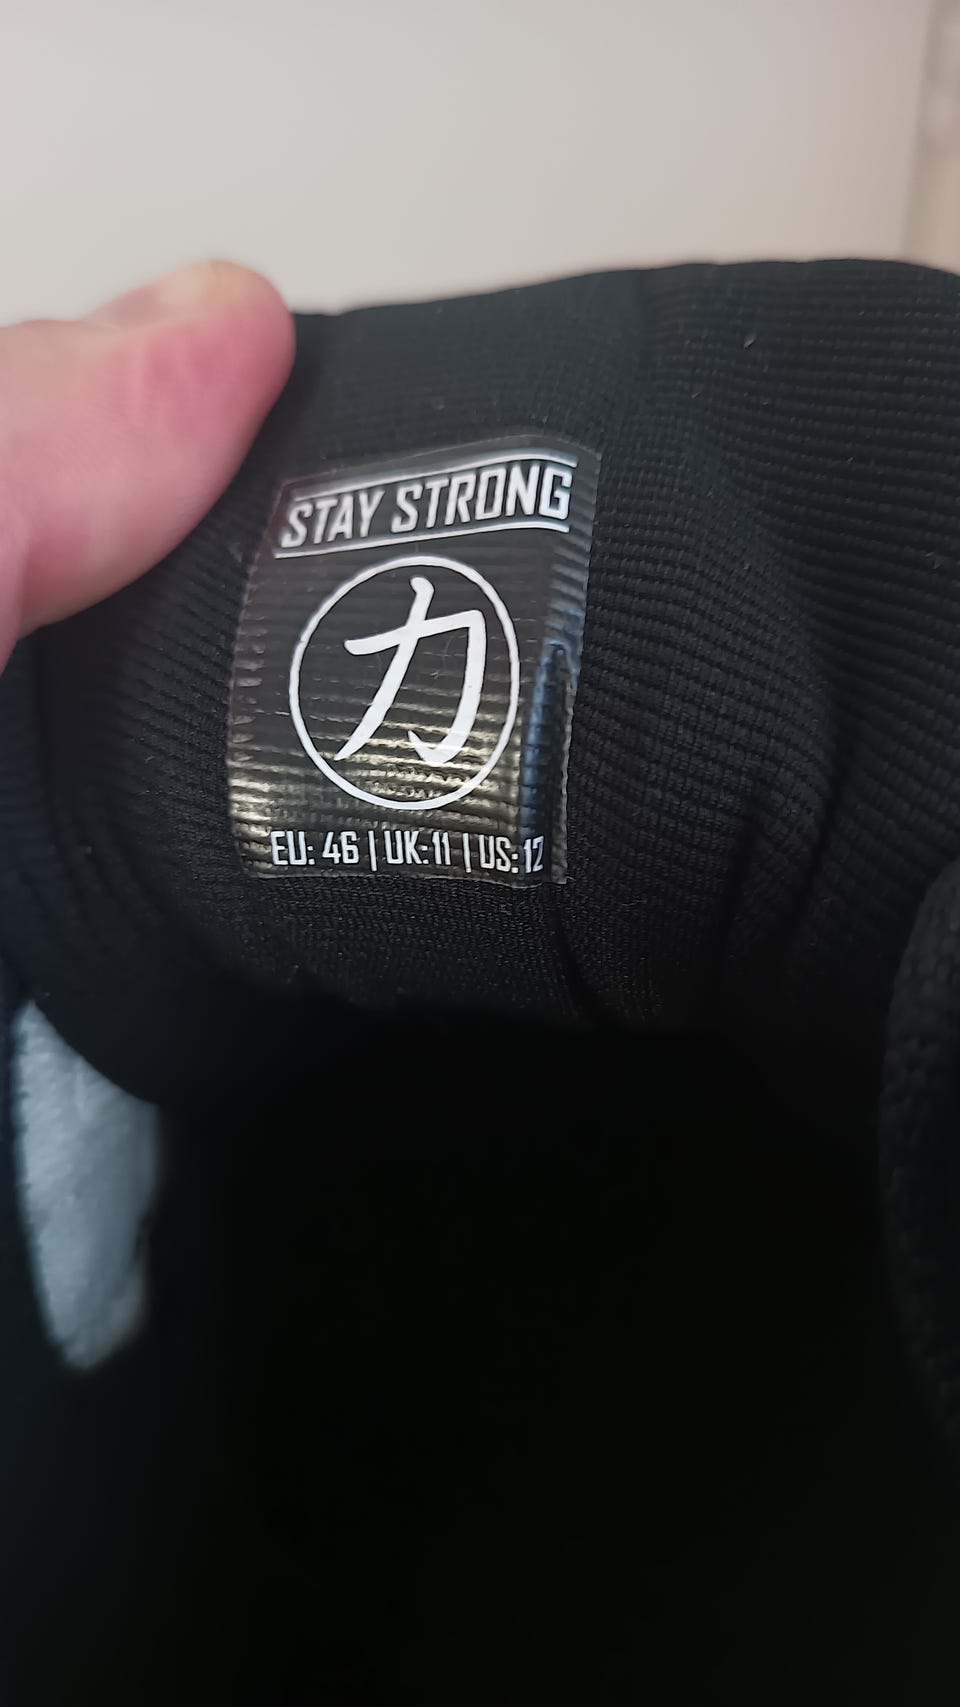 STAY STRONG
力
EU: 46 | UK: 11 | US: 12